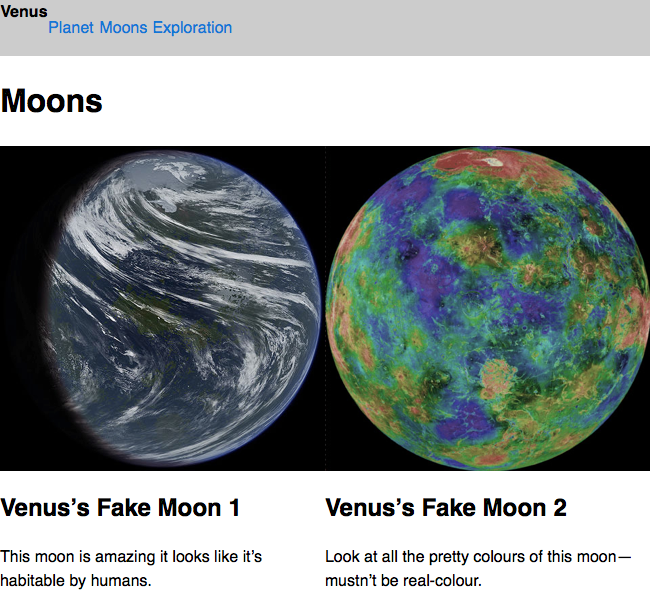 Venus
Planet Moons Exploration
Moons
Venus’s Fake Moon 1
This moon is amazing it looks like it’s
habitable by humans.
Venus’s Fake Moon 2
Look at all the pretty colours of this moon—
mustn’t be real-colour.